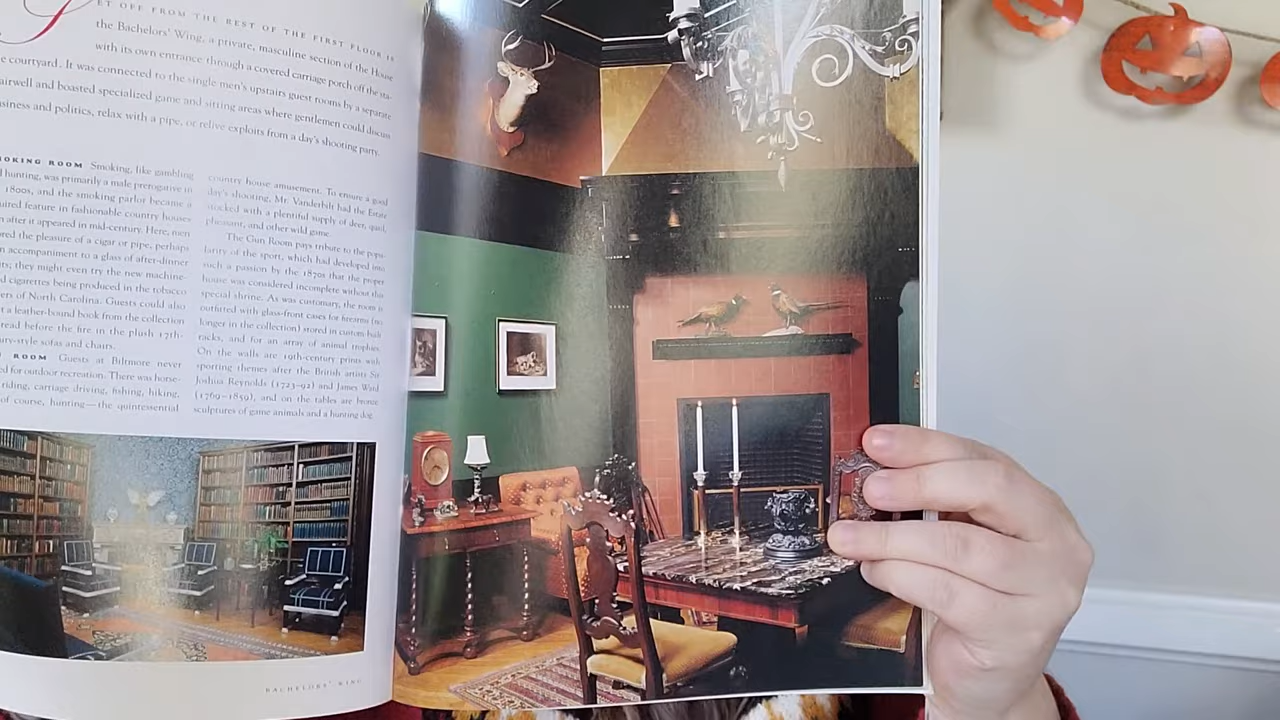 ET OFF FROM THE REST OF THE FIRST FLOOR IS
the Bachelors' Wing, a private, masculine section of the House
with its own entrance through a covered carriage porch off the sta-
e courtyard. It was connected to the single men's upstairs guest rooms by a separate
airwell and boasted specialized game and sitting areas where gentlemen could discuss
siness and politics, relax with a pipe, or relive exploits from a day's shooting party.
OKING ROOM Smoking, like gambling
d hunting, was primarily a male prerogative in
1800s, and the smoking parlor became a
uired feature in fashionable country houses
n after it appeared in mid-century. Here, men
ored the pleasure of a cigar or pipe, perhaps
n accompaniment to a glass of after-dinner
ts; they might even try the new machine-
d cigarettes being produced in the tobacco
ers of North Carolina. Guests could also
t a leather-bound book from the collection
read before the fire in the plush 17th-
ury-style sofas and chairs.
ROOM Guests at Biltmore never
ed for outdoor recreation. There was horse-
riding, carriage driving, fishing, hiking,
of course, hunting—the quintessential
country house amusement. To ensure a good
day's shooting, Mr. Vanderbilt had the Estate
stocked with a plentiful supply of deer, quail,
pheasant, and other wild game.
The Gun Room pays tribute to the popu-
larity of the sport, which had developed into
such a passion by the 1870s that the proper
house was considered incomplete without this
special shrine. As was customary, the room is
outfitted with glass-front cases for firearms (no
longer in the collection) stored in custom-built
racks, and for an array of animal trophies.
On the walls are 19th-century prints with
sporting themes after the British artists Sir
Joshua Reynolds (1723–92) and James Ward
(1769–1859), and on the tables are bronze
sculptures of game animals and a hunting dog.
BACHELORS' WING